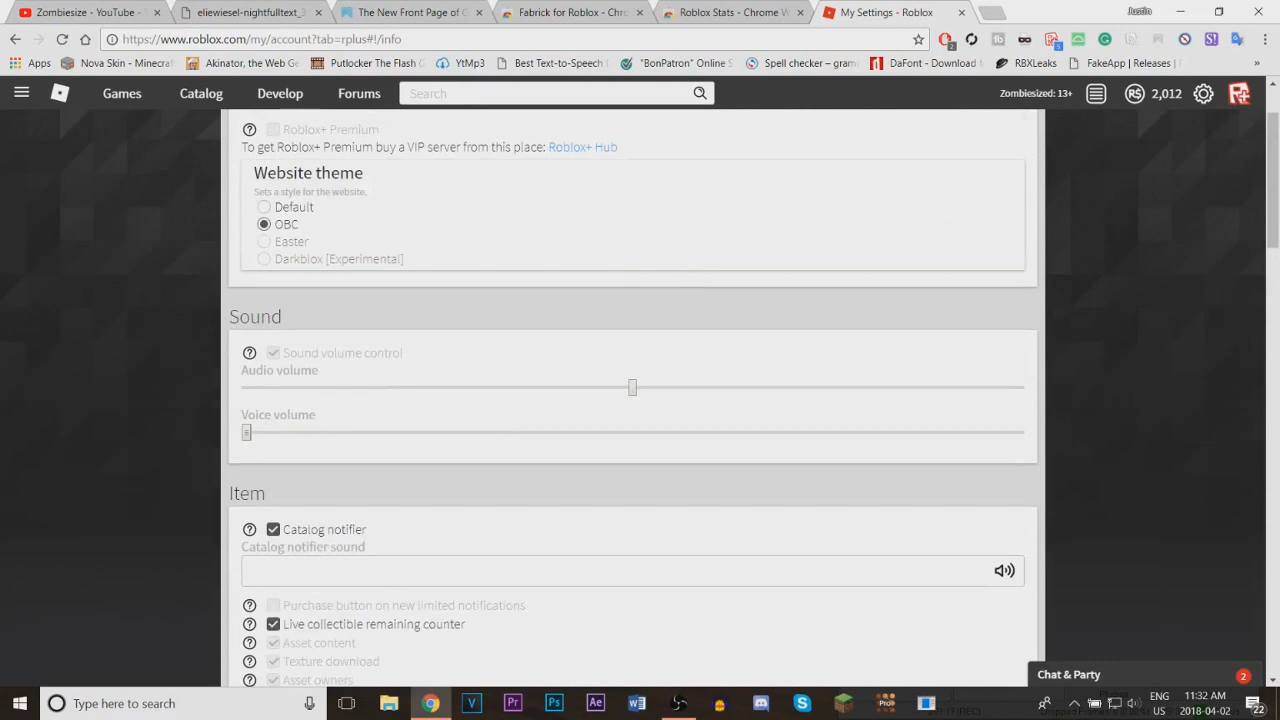 Zombiesize - YouTube -
eliewiesel-nightfulltext_3
The New Front Page of G
Fabrick for Roblox - Chro
Roblox Stats - Chrome W
My Settings - Roblox
Justin
https://www.roblox.com/my/account?tab=rplus#!/info
Apps
Nova Skin - Minecraf
Akinator, the Web Ge
Putlocker The Flash (
YtMp3
Best Text-to-Speech
"BonPatron" Online S
Spell checker – gram
DaFont - Download f
RBXLeaks
FakeApp | Releases |
Games
Catalog
Develop
Forums
Search
Zombiesized: 13+
R$ 2,012
Roblox+ Premium
To get Roblox+ Premium buy a VIP server from this place: Roblox+ Hub
Website theme
Sets a style for the website.
Default
OBC
Easter
Darkblox [Experimental]
Sound
Sound volume control
Audio volume
Voice volume
Item
Catalog notifier
Catalog notifier sound
Purchase button on new limited notifications
Live collectible remaining counter
Asset content
Texture download
Asset owners
Chat & Party
2
Type here to search
ENG
US
11:32 AM
2018-04-02
22